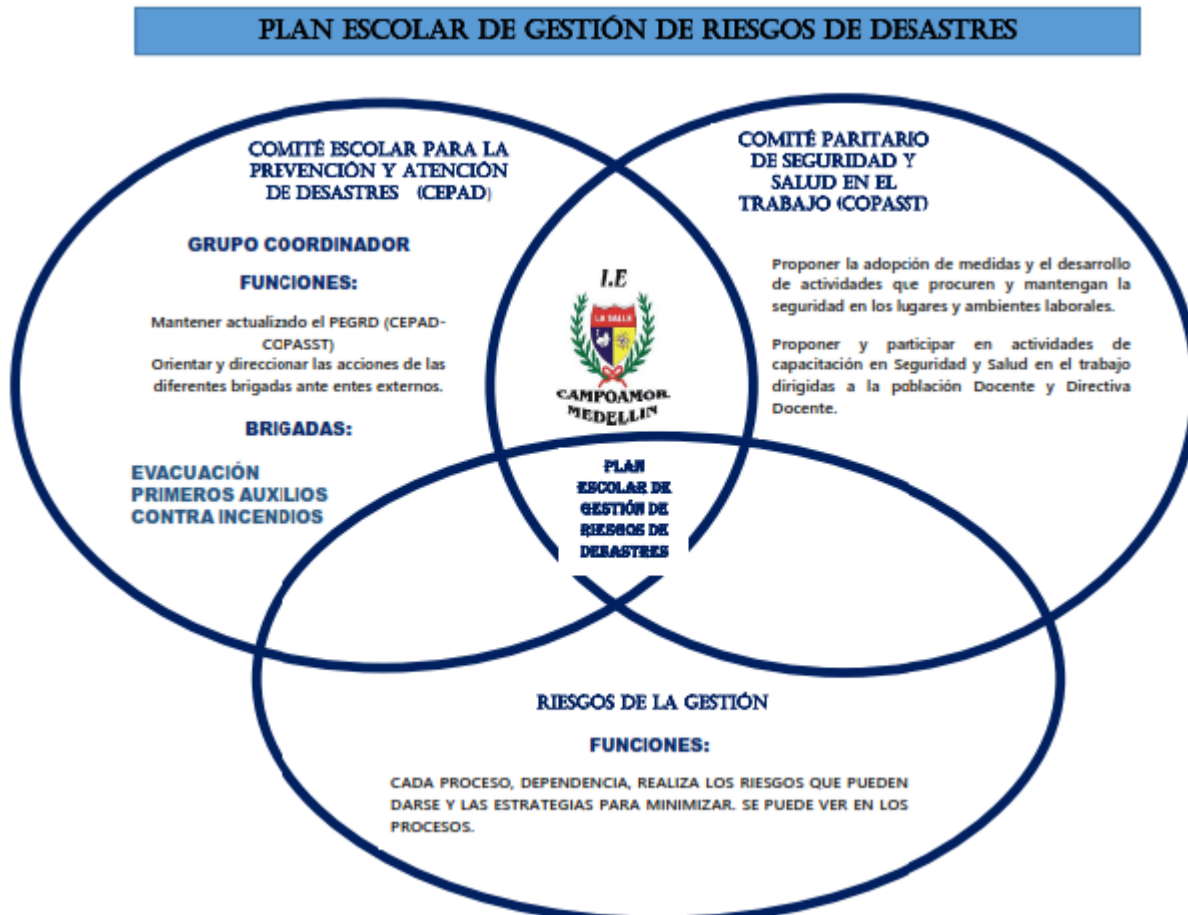 PLAN ESCOLAR DE GESTIÓN DE RIESGOS DE DESASTRES
COMITÉ ESCOLAR PARA LA
PREVENCIÓN Y ATENCIÓN
DE DESASTRES (CEPAD)
GRUPO COORDINADOR
FUNCIONES:
Mantener actualizado el PEGRD (CEPAD-
COPASST)
Orientar y direccionar las acciones de las
diferentes brigadas ante entes externos.
BRIGADAS:
EVACUACIÓN
PRIMEROS AUXILIOS
CONTRA INCENDIOS
COMITÉ PARITARIO
DE SEGURIDAD Y
SALUD EN EL
TRABAJO (COPASST)
Proponer la adopción de medidas y el desarrollo
de actividades que procuren y mantengan la
seguridad en los lugares y ambientes laborales.
Proponer y participar en actividades de
capacitación en Seguridad y Salud en el trabajo
dirigidas a la población Docente y Directiva
Docente.
I.E
LA SALLE
CAMPOAMOR
MEDELLIN
PLAN
ESCOLAR DE
GESTIÓN DE
RIESGOS DE
DESASTRES
RIESGOS DE LA GESTIÓN
FUNCIONES:
CADA PROCESO, DEPENDENCIA, REALIZA LOS RIESGOS QUE PUEDEN
DARSE Y LAS ESTRATEGIAS PARA MINIMIZAR. SE PUEDE VER EN LOS
PROCESOS.